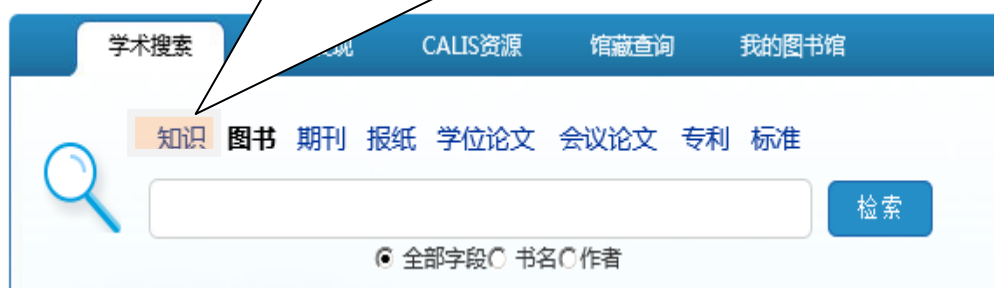 学术搜索 CALIS资源 馆藏查询 我的图书馆
知识 图书 期刊 报纸 学位论文 会议论文 专利 标准
检索
全部字段 书名 作者